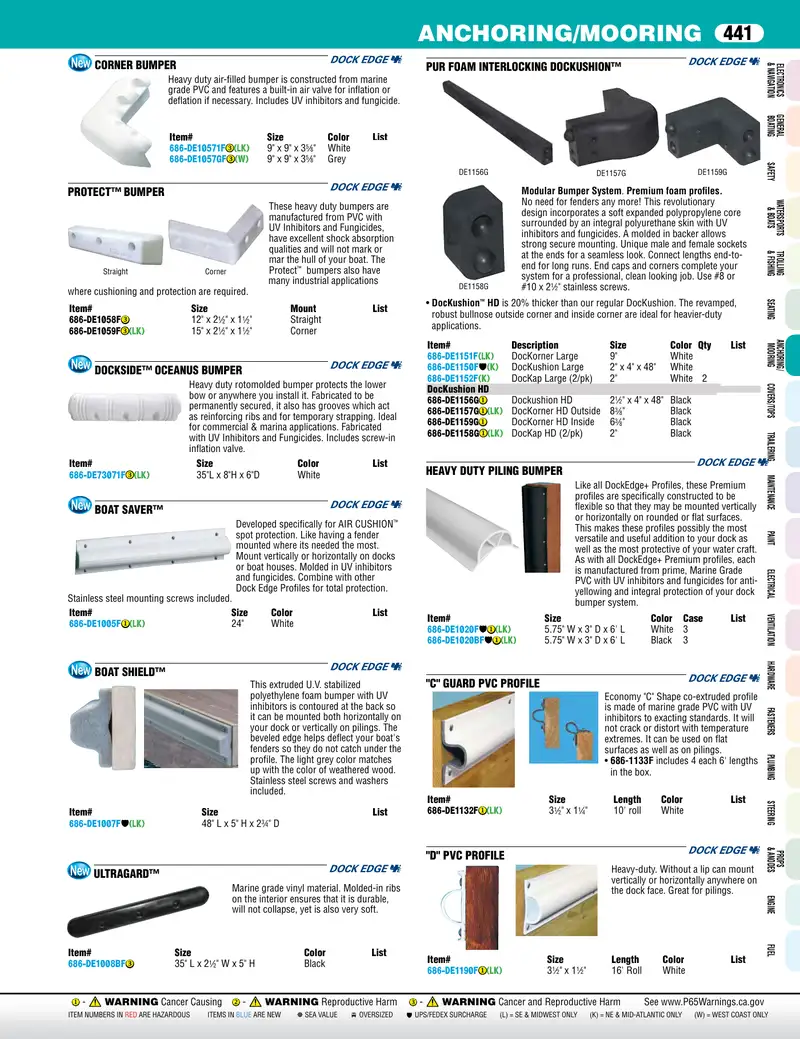 ANCHORING/MOORING 441
New CORNER BUMPER
DOCK EDGE
Heavy duty air-filled bumper is constructed from marine
grade PVC and features a built-in air valve for inflation or
deflation if necessary. Includes UV inhibitors and fungicide.
Item# Size Color List
686-DE10571F 3 (LK) 9" x 9" x 3⅝" White
686-DE1057GF 3 (W) 9" x 9" x 3⅝" Grey
PROTECT™ BUMPER
DOCK EDGE
These heavy duty bumpers are
manufactured from PVC with
UV Inhibitors and Fungicides,
have excellent shock absorption
qualities and will not mark or
mar the hull of your boat. The
Protect™ bumpers also have
many industrial applications
Straight
Corner
where cushioning and protection are required.
Item# Size Mount List
686-DE1058F 3 12" x 2½" x 1½" Straight
686-DE1059F 3 (LK) 15" x 2½" x 1½" Corner
New DOCKSIDE™ OCEANUS BUMPER
DOCK EDGE
Heavy duty rotomolded bumper protects the lower
bow or anywhere you install it. Fabricated to be
permanently secured, it also has grooves which act
as reinforcing ribs and for temporary strapping. Ideal
for commercial & marina applications. Fabricated
with UV Inhibitors and Fungicides. Includes screw-in
inflation valve.
Item# Size Color List
686-DE73071F 3 (LK) 35"L x 8"H x 6"D White
New BOAT SAVER™
DOCK EDGE
Developed specifically for AIR CUSHION™
spot protection. Like having a fender
mounted where its needed the most.
Mount vertically or horizontally on docks
or boat houses. Molded in UV inhibitors
and fungicides. Combine with other
Dock Edge Profiles for total protection.
Stainless steel mounting screws included.
Item# Size Color List
686-DE1005F 1 (LK) 24" White
New BOAT SHIELD™
DOCK EDGE
This extruded U.V. stabilized
polyethylene foam bumper with UV
inhibitors is contoured at the back so
it can be mounted both horizontally on
your dock or vertically on pilings. The
beveled edge helps deflect your boat's
fenders so they do not catch under the
profile. The light grey color matches
up with the color of weathered wood.
Stainless steel screws and washers
included.
Item# Size List
686-DE1007F (LK) 48" L x 5" H x 2¾" D
New ULTRAGARD™
DOCK EDGE
Marine grade vinyl material. Molded-in ribs
on the interior ensures that it is durable,
will not collapse, yet is also very soft.
Item# Size Color List
686-DE1008BF 3 35" L x 2½" W x 5" H Black
PUR FOAM INTERLOCKING DOCKUSHION™
DOCK EDGE
DE1156G
DE1157G
DE1159G
DE1158G
Modular Bumper System. Premium foam profiles.
No need for fenders any more! This revolutionary
design incorporates a soft expanded polypropylene core
surrounded by an integral polyurethane skin with UV
inhibitors and fungicides. A molded in backer allows
strong secure mounting. Unique male and female sockets
at the ends for a seamless look. Connect lengths end-to-
end for long runs. End caps and corners complete your
system for a professional, clean looking job. Use #8 or
#10 x 2½" stainless screws.
• DocKushion™ HD is 20% thicker than our regular DocKushion. The revamped,
robust bullnose outside corner and inside corner are ideal for heavier-duty
applications.
Item# Description Size Color Qty List
686-DE1151F(LK) DocKorner Large 9" White
686-DE1150F (K) DocKushion Large 2" x 4" x 48" White
686-DE1152F(K) DocKap Large (2/pk) 2" White 2
DocKushion HD
686-DE1156G 1 Dockushion HD 2½" x 4" x 48" Black
686-DE1157G 1 (LK) DocKorner HD Outside 8⅝" Black
686-DE1159G 1 DocKorner HD Inside 6⅝" Black
686-DE1158G 1 (LK) DocKap HD (2/pk) 2" Black
HEAVY DUTY PILING BUMPER
DOCK EDGE
Like all DockEdge+ Profiles, these Premium
profiles are specifically constructed to be
flexible so that they may be mounted vertically
or horizontally on rounded or flat surfaces.
This makes these profiles possibly the most
versatile and useful addition to your dock as
well as the most protective of your water craft.
As with all DockEdge+ Premium profiles, each
is manufactured from prime, Marine Grade
PVC with UV inhibitors and fungicides for anti-
yellowing and integral protection of your dock
bumper system.
Item# Size Color Case List
686-DE1020F 1 (LK) 5.75" W x 3" D x 6' L White 3
686-DE1020BF 1 (LK) 5.75" W x 3" D x 6' L Black 3
"C" GUARD PVC PROFILE
DOCK EDGE
Economy "C" Shape co-extruded profile
is made of marine grade PVC with UV
inhibitors to exacting standards. It will
not crack or distort with temperature
extremes. It can be used on flat
surfaces as well as on pilings.
• 686-1133F includes 4 each 6' lengths
in the box.
Item# Size Length Color List
686-DE1132F 1 (LK) 3½" x 1¼" 10' roll White
"D" PVC PROFILE
DOCK EDGE
Heavy-duty. Without a lip can mount
vertically or horizontally anywhere on
the dock face. Great for pilings.
Item# Size Length Color List
686-DE1190F 1 (LK) 3½" x 1½" 16' Roll White
ELECTRONICS
& NAVIGATION
GENERAL
BOATING
SAFETY
WATERSPORTS
& BOATS
TROLLING
& FISHING
SEATING
ANCHORING/
MOORING
COVERS/TOPS
TRAILERING
MAINTENANCE
PAINT
ELECTRICAL
VENTILATION
HARDWARE
FASTENERS
PLUMBING
STEERING
PROPS
& ANODES
ENGINE
FUEL
1 - WARNING Cancer Causing 2 - WARNING Reproductive Harm 3 - WARNING Cancer and Reproductive Harm See www.P65Warnings.ca.gov
ITEM NUMBERS IN RED ARE HAZARDOUS ITEMS IN BLUE ARE NEW SEA VALUE OVERSIZED UPS/FEDEX SURCHARGE (L) = SE & MIDWEST ONLY (K) = NE & MID-ATLANTIC ONLY (W) = WEST COAST ONLY